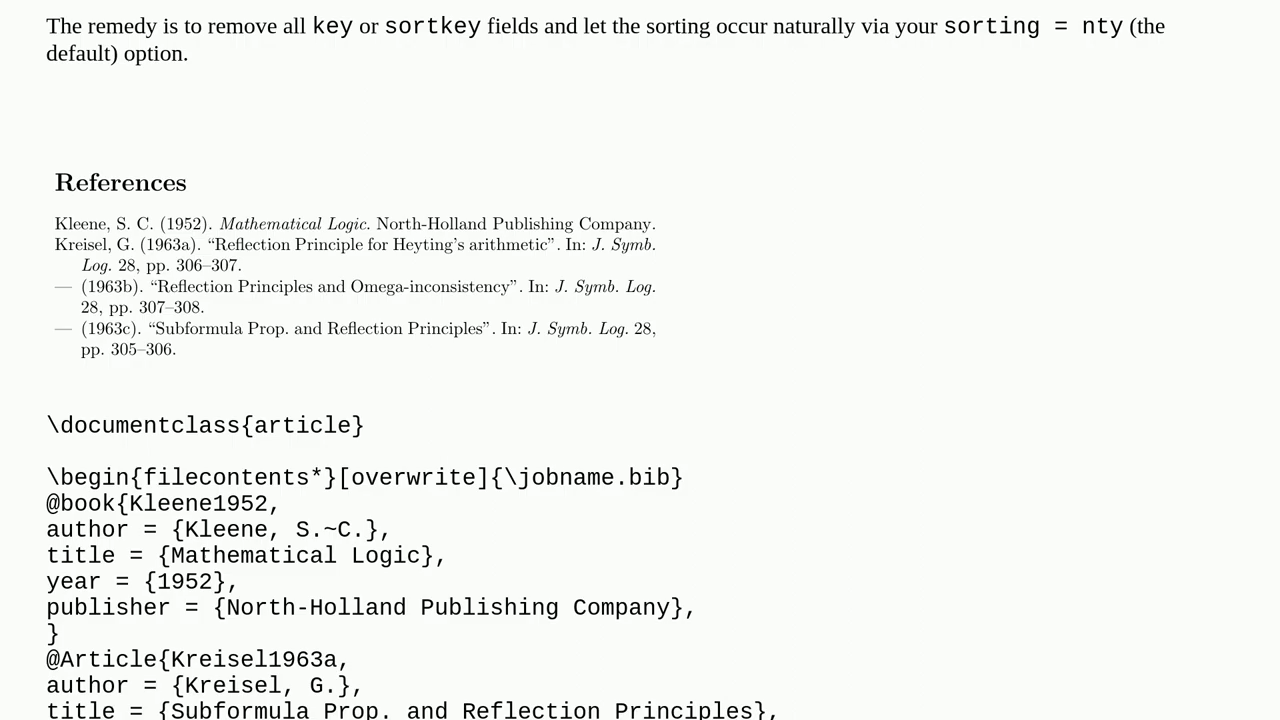 The remedy is to remove all key or sortkey fields and let the sorting occur naturally via your sorting = nty (the
default) option.
References
Kleene, S. C. (1952). Mathematical Logic. North-Holland Publishing Company.
Kreisel, G. (1963a). “Reflection Principle for Heyting’s arithmetic”. In: J. Symb.
Log. 28, pp. 306–307.
— (1963b). “Reflection Principles and Omega-inconsistency”. In: J. Symb. Log.
28, pp. 307–308.
— (1963c). “Subformula Prop. and Reflection Principles”. In: J. Symb. Log. 28,
pp. 305–306.
\documentclass{article}
\begin{filecontents*}[overwrite]{\jobname.bib}
@book{Kleene1952,
author = {Kleene, S.~C.},
title = {Mathematical Logic},
year = {1952},
publisher = {North-Holland Publishing Company},
}
@Article{Kreisel1963a,
author = {Kreisel, G.},
title = {Subformula Prop. and Reflection Principles},